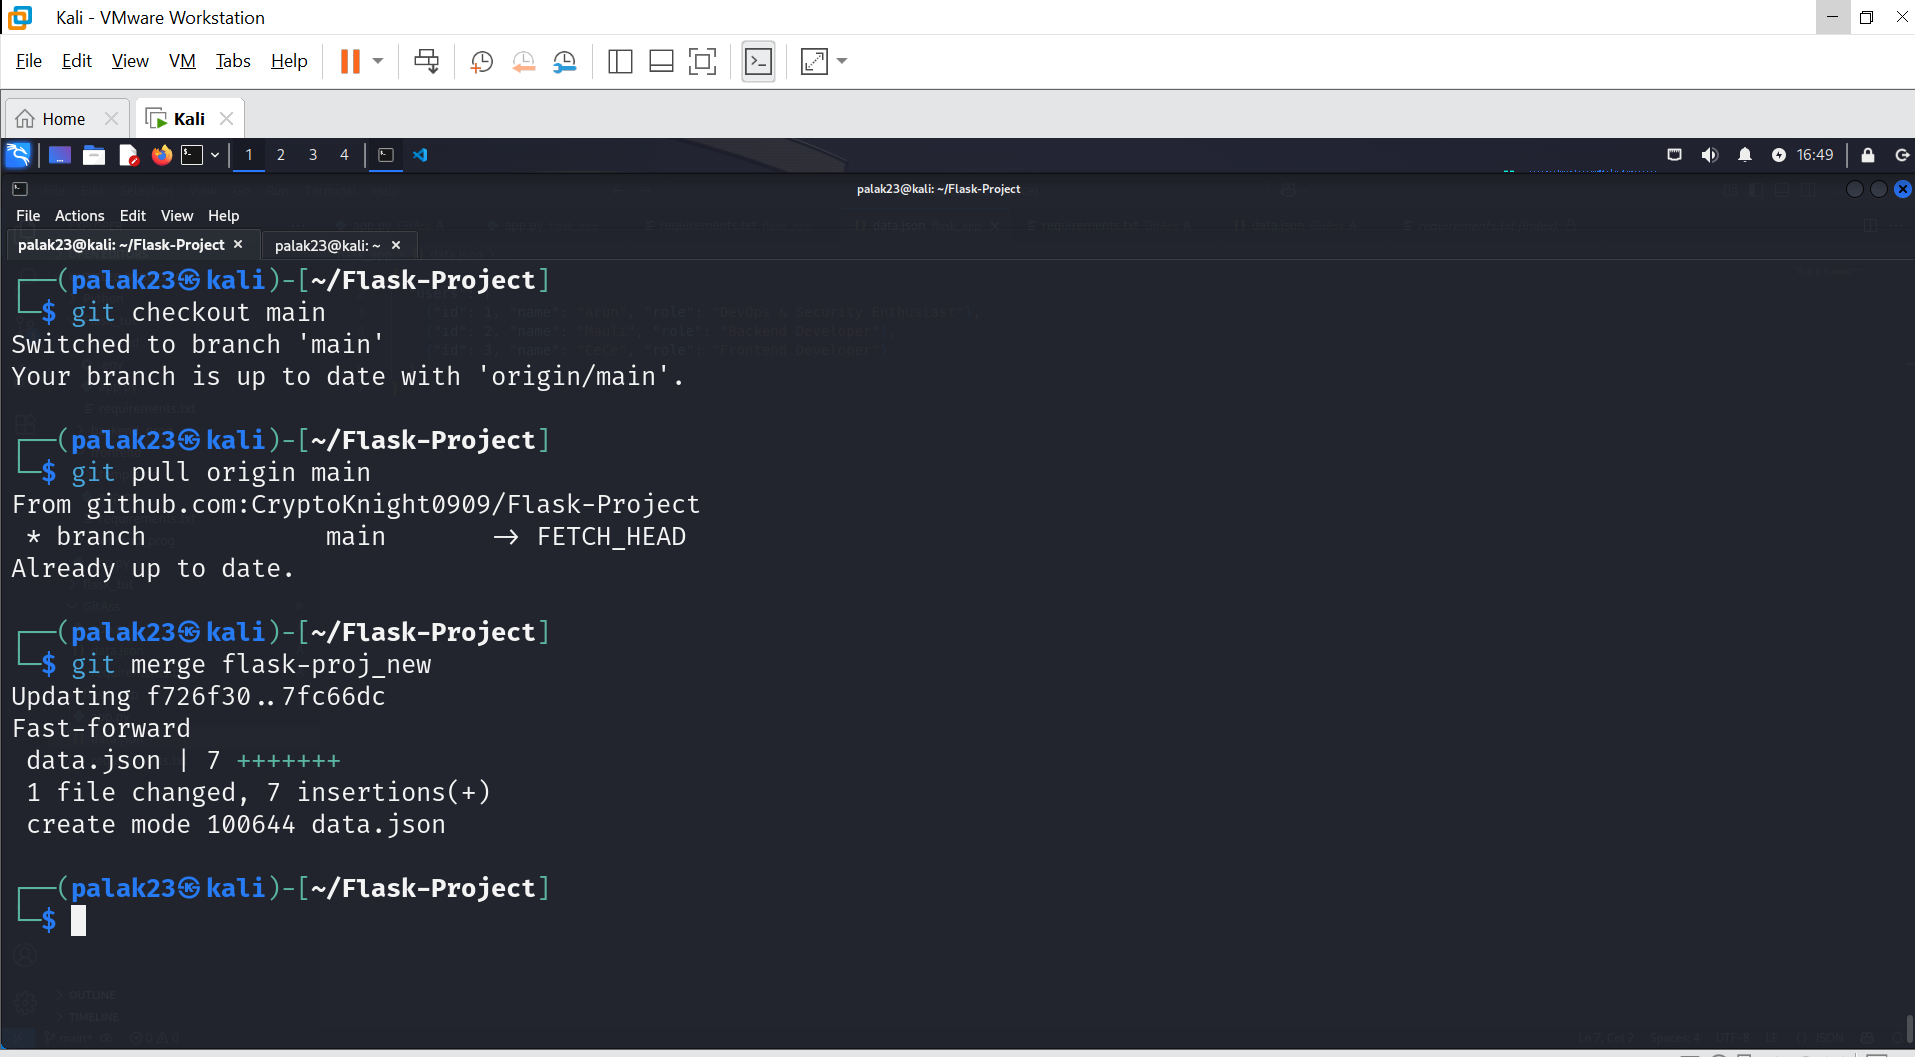 Kali - VMware Workstation
File Edit View VM Tabs Help
Home
Kali
1 2 3 4
16:49
palak23@kali: ~/Flask-Project
File Actions Edit View Help
palak23@kali: ~/Flask-Project
palak23@kali: ~
(palak23㉿kali)-[~/Flask-Project]
$ git checkout main
Switched to branch 'main'
Your branch is up to date with 'origin/main'.
(palak23㉿kali)-[~/Flask-Project]
$ git pull origin main
From github.com:CryptoKnight0909/Flask-Project
* branch main → FETCH_HEAD
Already up to date.
(palak23㉿kali)-[~/Flask-Project]
$ git merge flask-proj_new
Updating f726f30..7fc66dc
Fast-forward
data.json | 7 +++++++
1 file changed, 7 insertions(+)
create mode 100644 data.json
(palak23㉿kali)-[~/Flask-Project]
$
OUTLINE
TIMELINE